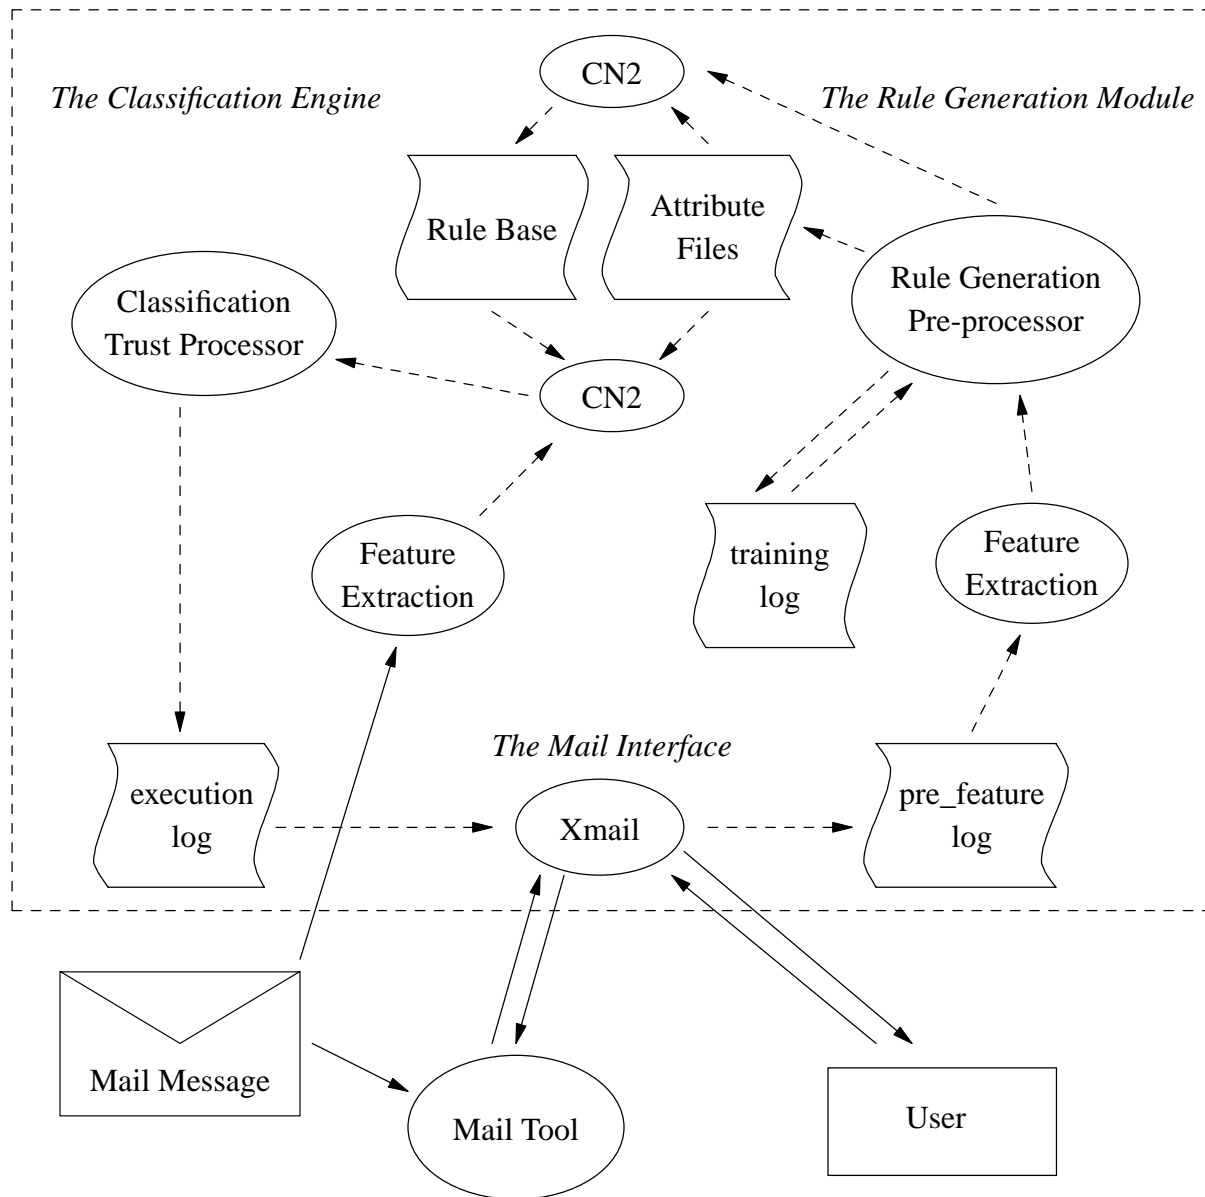 CN2
The Classification Engine
The Rule Generation Module
Rule Base
Attribute
Files
Rule Generation
Pre-processor
Classification
Trust Processor
CN2
Feature
Extraction
training
log
Feature
Extraction
The Mail Interface
execution
log
Xmail
pre_feature
log
Mail Message
Mail Tool
User